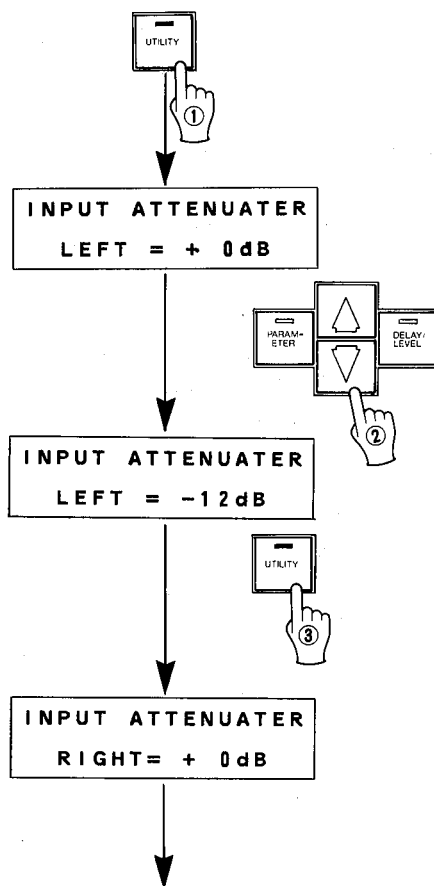 UTILITY
①
INPUT ATTENUATER
LEFT = + 0dB
PARAM-
ETER
DELAY/
LEVEL
②
INPUT ATTENUATER
LEFT = -12dB
UTILITY
③
INPUT ATTENUATER
RIGHT= + 0dB